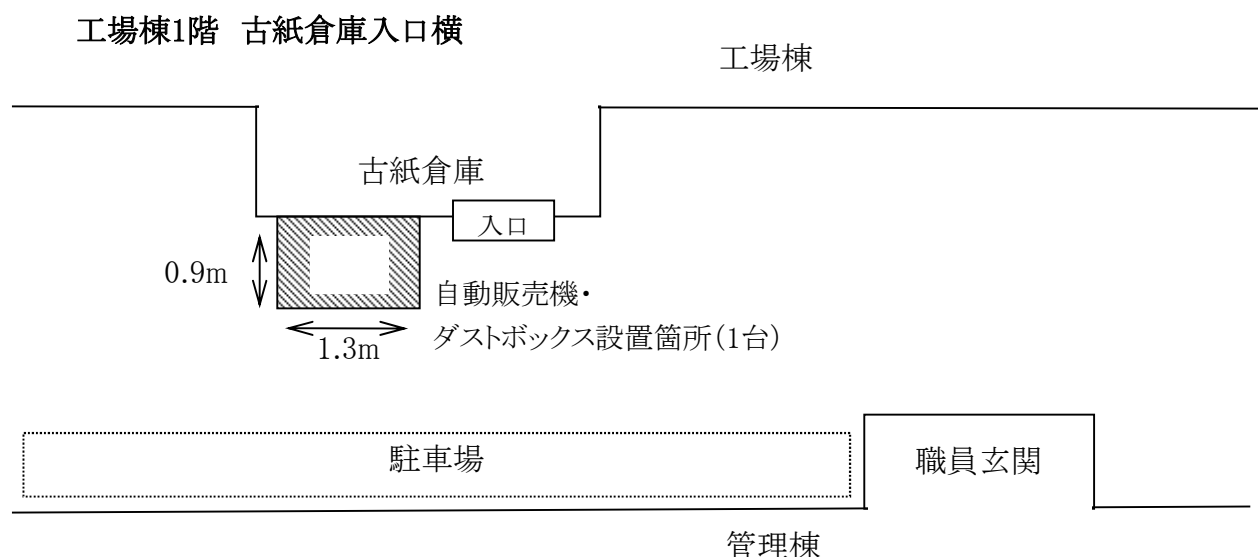 工場棟1階 古紙倉庫入口横
工場棟
古紙倉庫
入口
0.9m
自動販売機・
ダストボックス設置箇所(1台)
1.3m
駐車場
職員玄関
管理棟